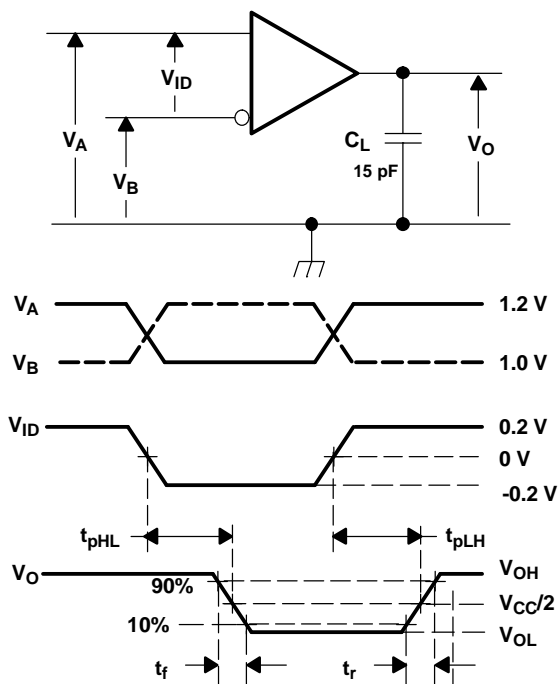 V_ID
V_A
V_B
C_L
15 pF
V_O
V_A
1.2 V
V_B
1.0 V
V_ID
0.2 V
0 V
-0.2 V
t_pHL
t_pLH
V_O
V_OH
90%
V_CC/2
10%
V_OL
t_f
t_r